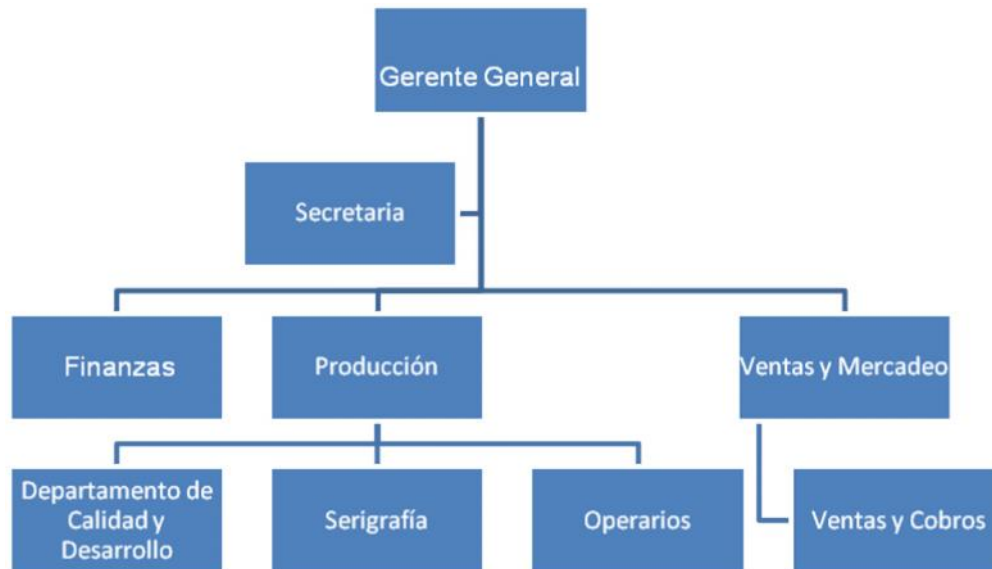 Gerente General
Secretaria
Finanzas
Producción
Ventas y Mercadeo
Departamento de
Calidad y
Desarrollo
Serigrafía
Operarios
Ventas y Cobros